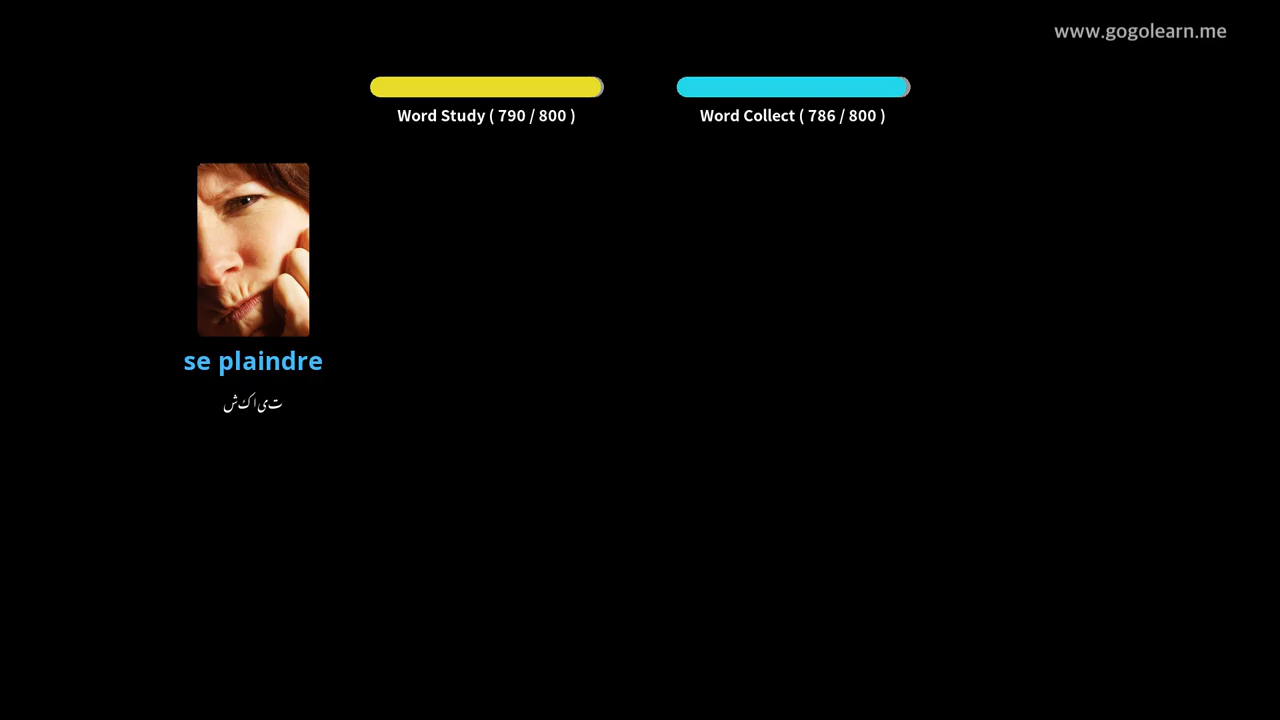 www.gogolearn.me
Word Study ( 790 / 800 )
Word Collect ( 786 / 800 )
se plaindre
تیاکش